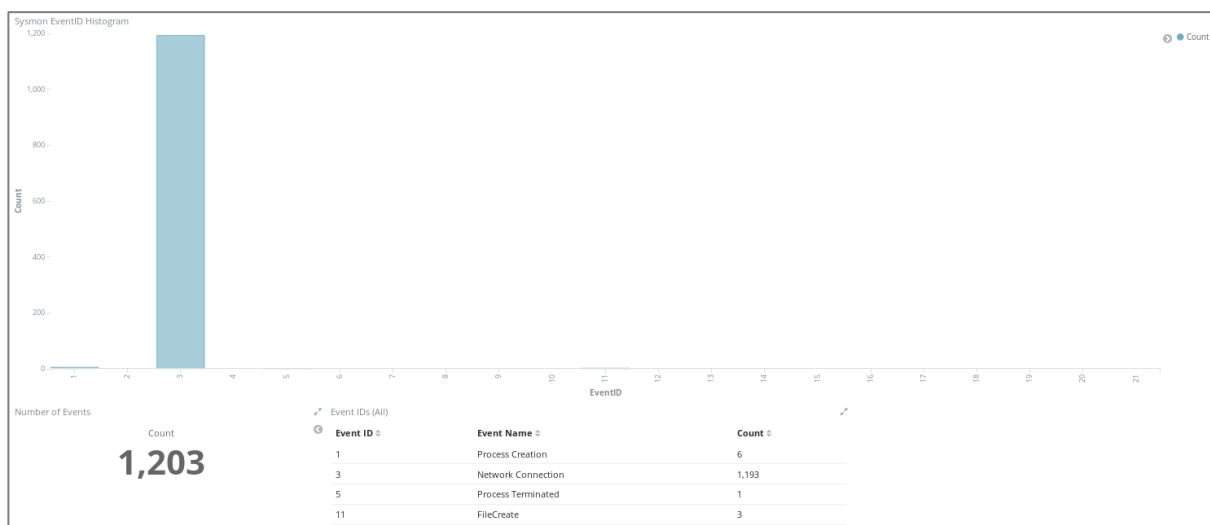 Sysmon EventID Histogram
1,200
Count
1,000
800
600
400
200
0
Count
1 2 3 4 5 6 7 8 9 10 11 12 13 14 15 16 17 18 19 20 21
EventID
Number of Events
Count
1,203
Event IDs (All)
Event ID Event Name Count
1 Process Creation 6
3 Network Connection 1,193
5 Process Terminated 1
11 FileCreate 3